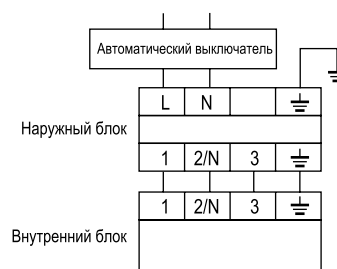 Автоматический выключатель
L N
Наружный блок
1 2/N 3
1 2/N 3
Внутренний блок